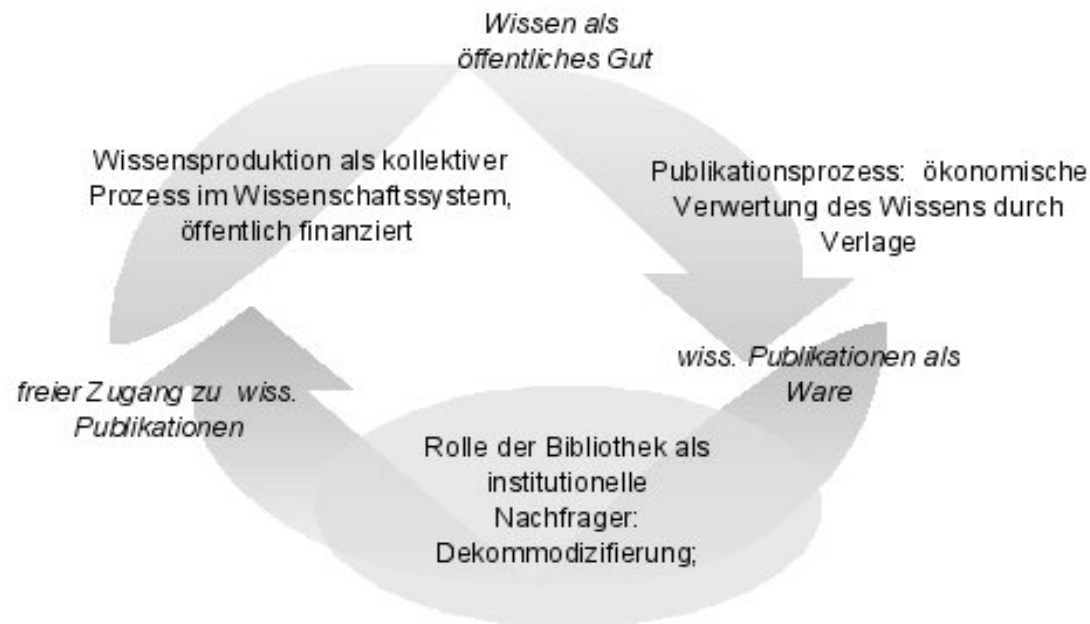 Wissen als
öffentliches Gut
Wissensproduktion als kollektiver
Prozess im Wissenschaftssystem,
öffentlich finanziert
Publikationsprozess: ökonomische
Verwertung des Wissens durch
Verlage
wiss. Publikationen als
Ware
freier Zugang zu wiss.
Publikationen
Rolle der Bibliothek als
institutionelle
Nachfrager:
Dekommodizifierung;